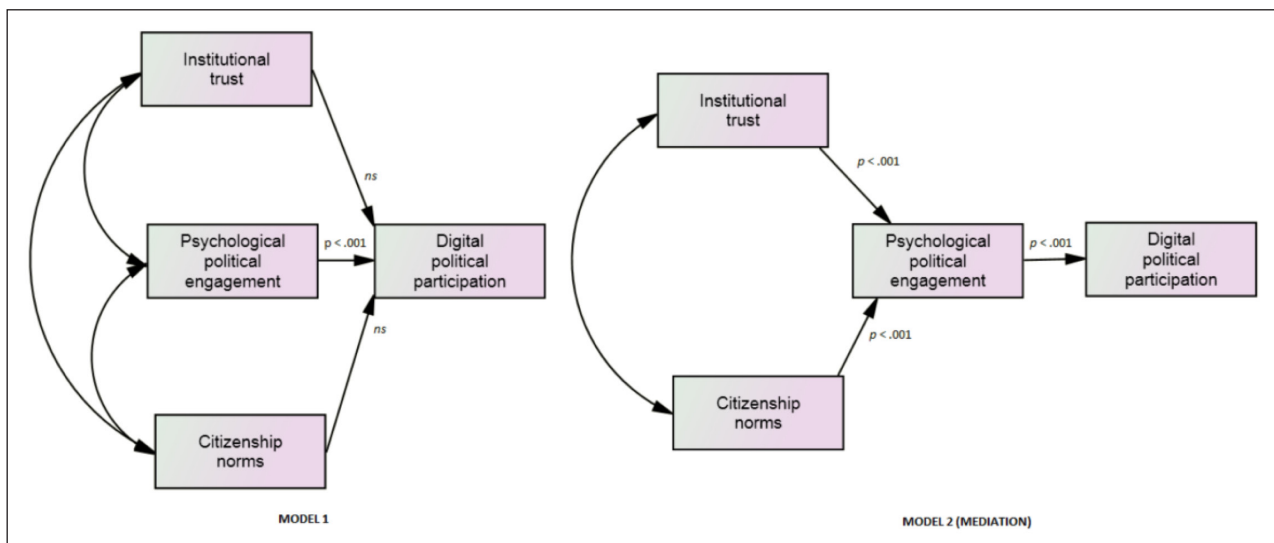 Institutional
trust
ns
Psychological
political
engagement
p < .001
Digital
political
participation
ns
Citizenship
norms
MODEL 1
Institutional
trust
p < .001
Psychological
political
engagement
p < .001
Digital
political
participation
p < .001
Citizenship
norms
MODEL 2 (MEDIATION)